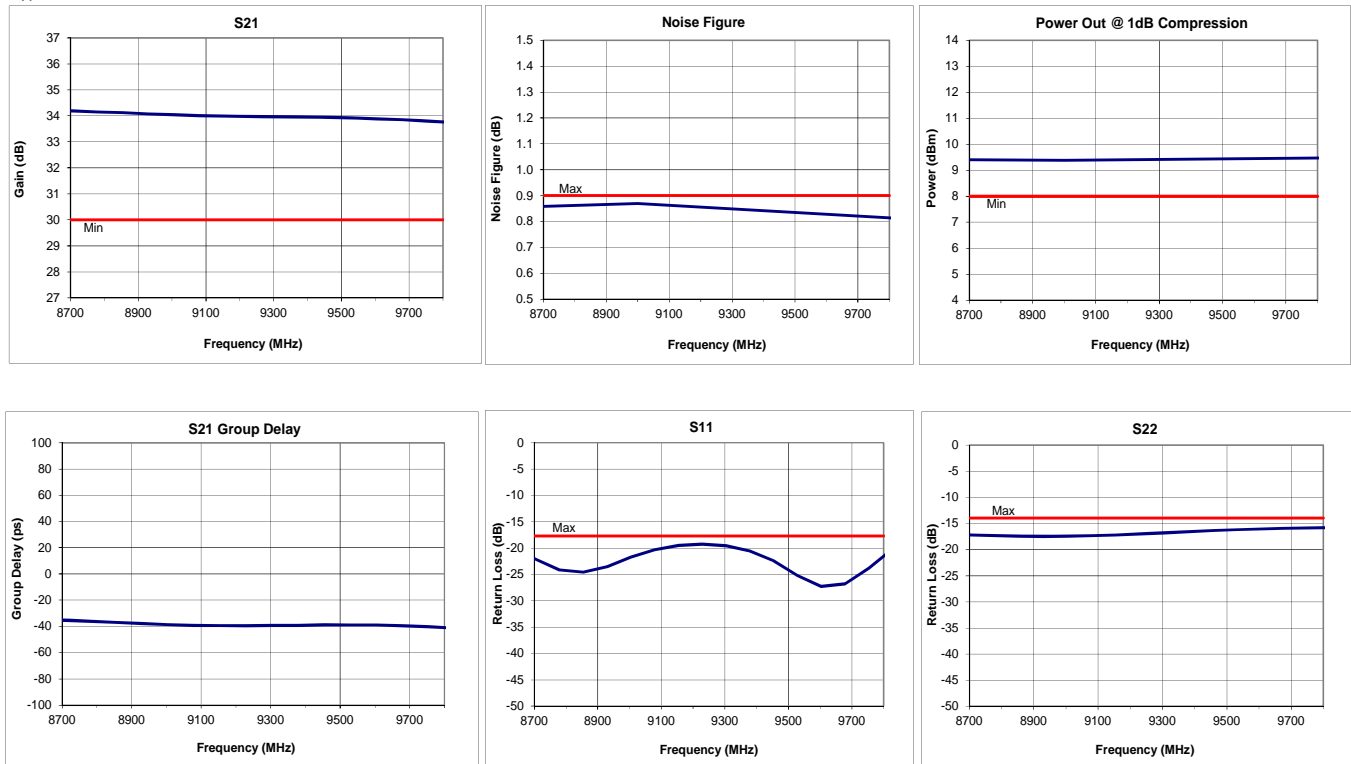 S21
37
36
35
34
33
32
31
30
29
28
27
Gain (dB)
Min
8700 8900 9100 9300 9500 9700
Frequency (MHz)
Noise Figure
1.5
1.4
1.3
1.2
1.1
1.0
0.9
0.8
0.7
0.6
0.5
Noise Figure (dB)
Max
8700 8900 9100 9300 9500 9700
Frequency (MHz)
Power Out @ 1dB Compression
14
13
12
11
10
9
8
7
6
5
4
Power (dBm)
Min
8700 8900 9100 9300 9500 9700
Frequency (MHz)
S21 Group Delay
100
80
60
40
20
0
-20
-40
-60
-80
-100
Group Delay (ps)
8700 8900 9100 9300 9500 9700
Frequency (MHz)
S11
0
-5
-10
-15
-20
-25
-30
-35
-40
-45
-50
Return Loss (dB)
Max
8700 8900 9100 9300 9500 9700
Frequency (MHz)
S22
0
-5
-10
-15
-20
-25
-30
-35
-40
-45
-50
Return Loss (dB)
Max
8700 8900 9100 9300 9500 9700
Frequency (MHz)